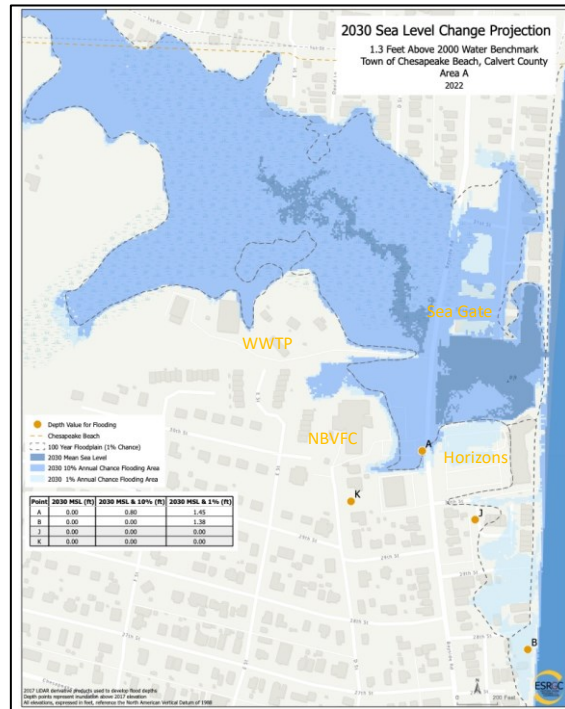 2030 Sea Level Change Projection
1.3 Feet Above 2000 Water Benchmark
Town of Chesapeake Beach, Calvert County
Area A
2022
Sea Gate
WWTP
NBVFC
Horizons
A
K
J
B
Depth Value for Flooding
Chesapeake Beach
100 Year Floodplain (1% Chance)
2030 Mean Sea Level
2030 10% Annual Chance Flooding Area
2030 1% Annual Chance Flooding Area
Point 2030 MSL (ft) 2030 MSL & 10% (ft) 2030 MSL & 1% (ft)
A 0.00 0.80 1.45
B 0.00 0.00 1.38
J 0.00 0.00 0.00
K 0.00 0.00 0.00
2017 LiDAR derived products used to develop flood depths
Depth points represent inundation above 2017 elevation
All elevations, expressed in feet, reference the North American Vertical Datum of 1988
200 Feet
ESRGC